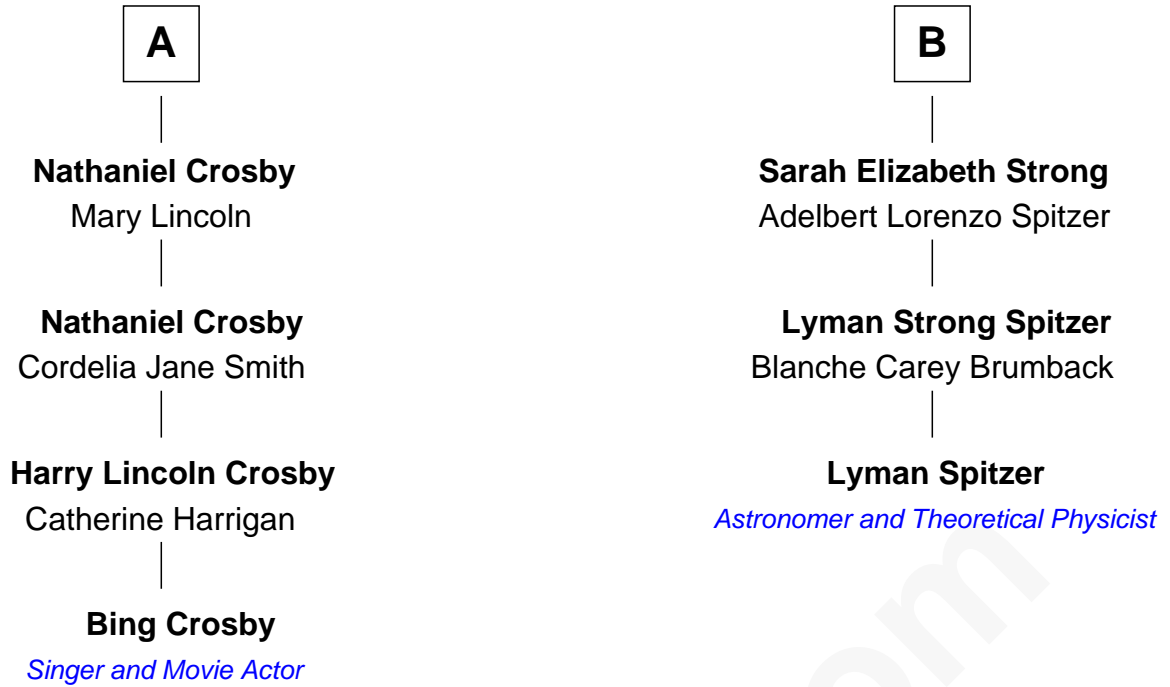 A
Nathaniel Crosby
Mary Lincoln
Nathaniel Crosby
Cordelia Jane Smith
Harry Lincoln Crosby
Catherine Harrigan
Bing Crosby
Singer and Movie Actor
B
Sarah Elizabeth Strong
Adelbert Lorenzo Spitzer
Lyman Strong Spitzer
Blanche Carey Brumback
Lyman Spitzer
Astronomer and Theoretical Physicist